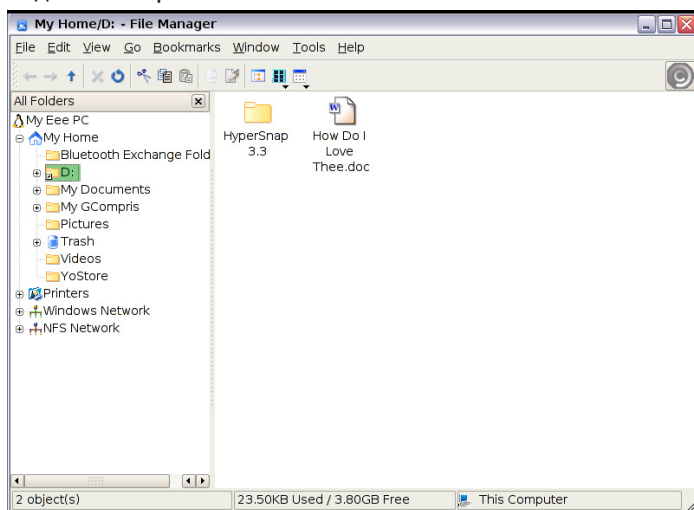 My Home/D: - File Manager
File Edit View Go Bookmarks Window Tools Help
All Folders
My Eee PC
My Home
Bluetooth Exchange Fold
D:
My Documents
My GCompris
Pictures
Trash
Videos
YoStore
Printers
Windows Network
NFS Network
HyperSnap
3.3
How Do I
Love
Thee.doc
2 object(s)
23.50KB Used / 3.80GB Free
This Computer